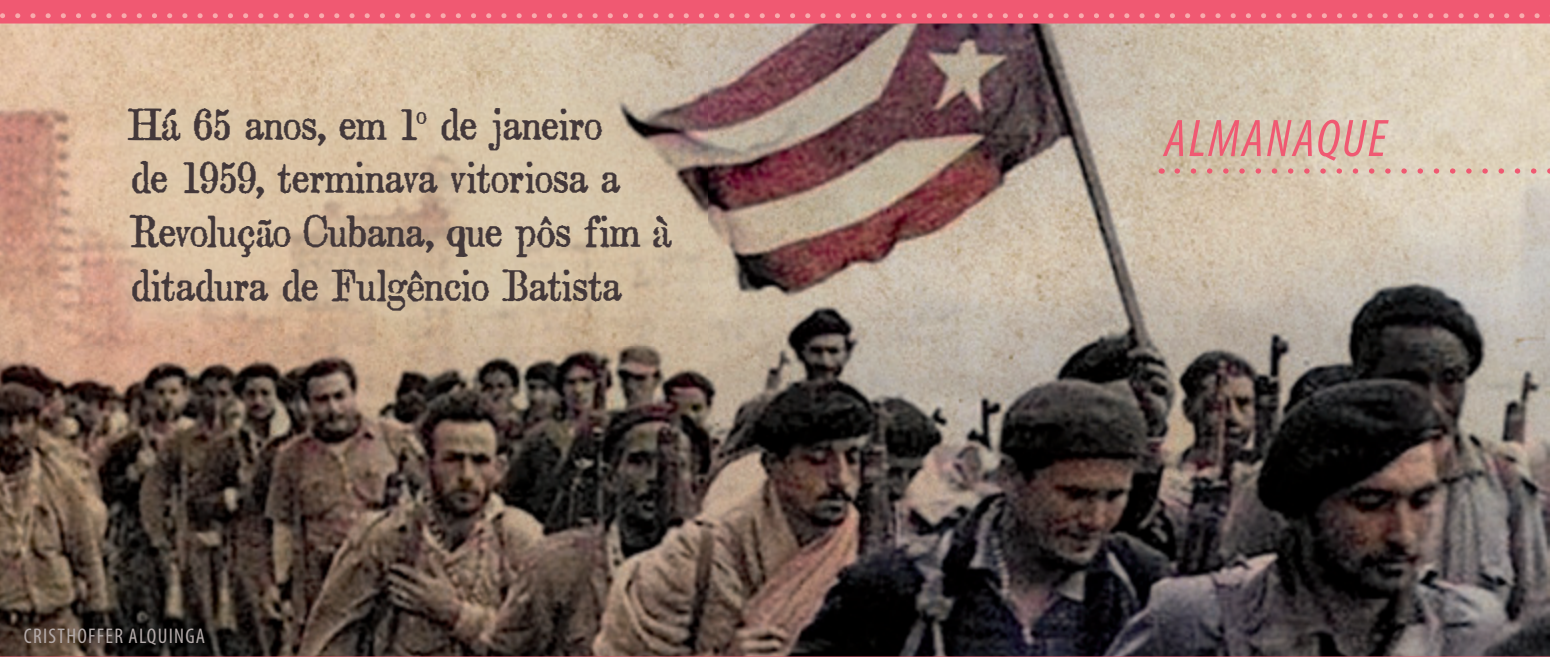 Há 65 anos, em 1º de janeiro
de 1959, terminava vitoriosa a
Revolução Cubana, que pôs fim à
ditadura de Fulgêncio Batista
ALMANAQUE
CRISTHOFFER ALQUINGA